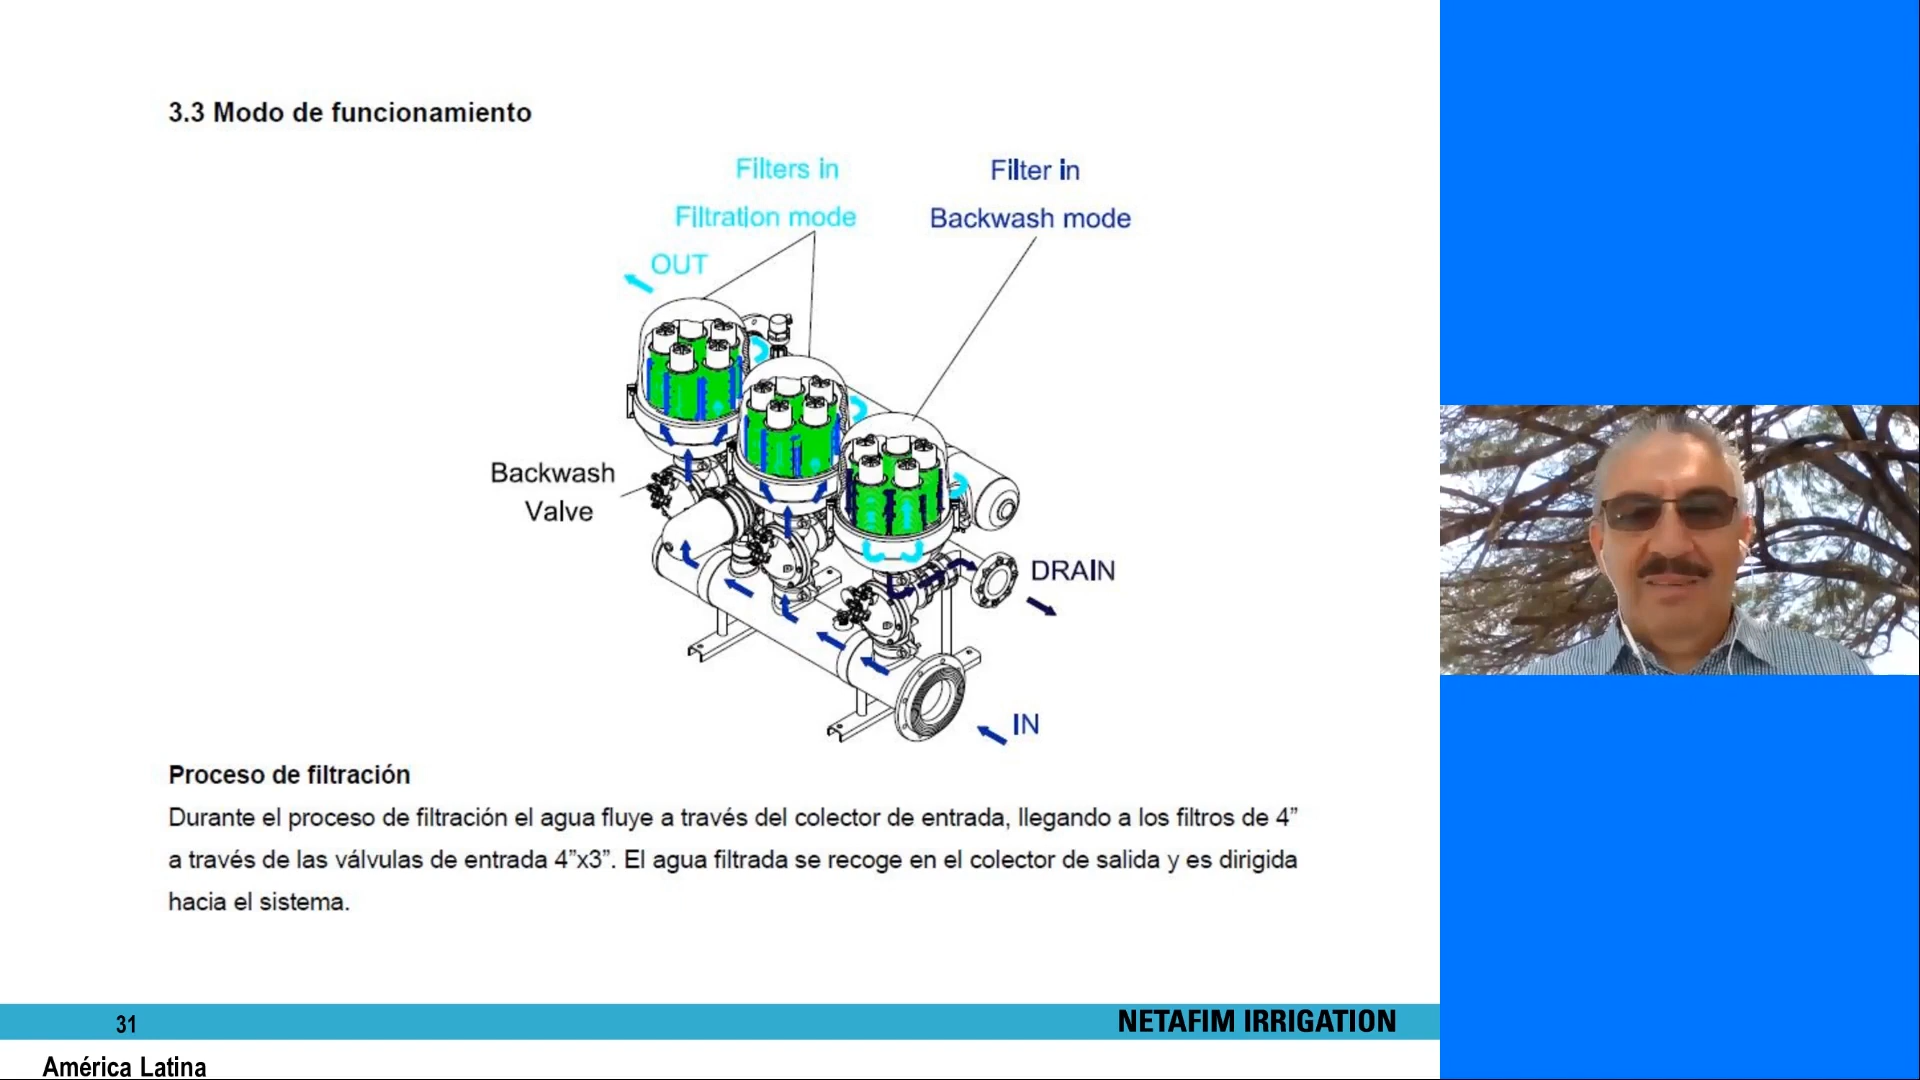 3.3 Modo de funcionamiento
Filters in
Filtration mode
Filter in
Backwash mode
OUT
Backwash
Valve
DRAIN
IN
Proceso de filtración
Durante el proceso de filtración el agua fluye a través del colector de entrada, llegando a los filtros de 4”
a través de las válvulas de entrada 4”x3”. El agua filtrada se recoge en el colector de salida y es dirigida
hacia el sistema.
31
NETAFIM IRRIGATION
América Latina